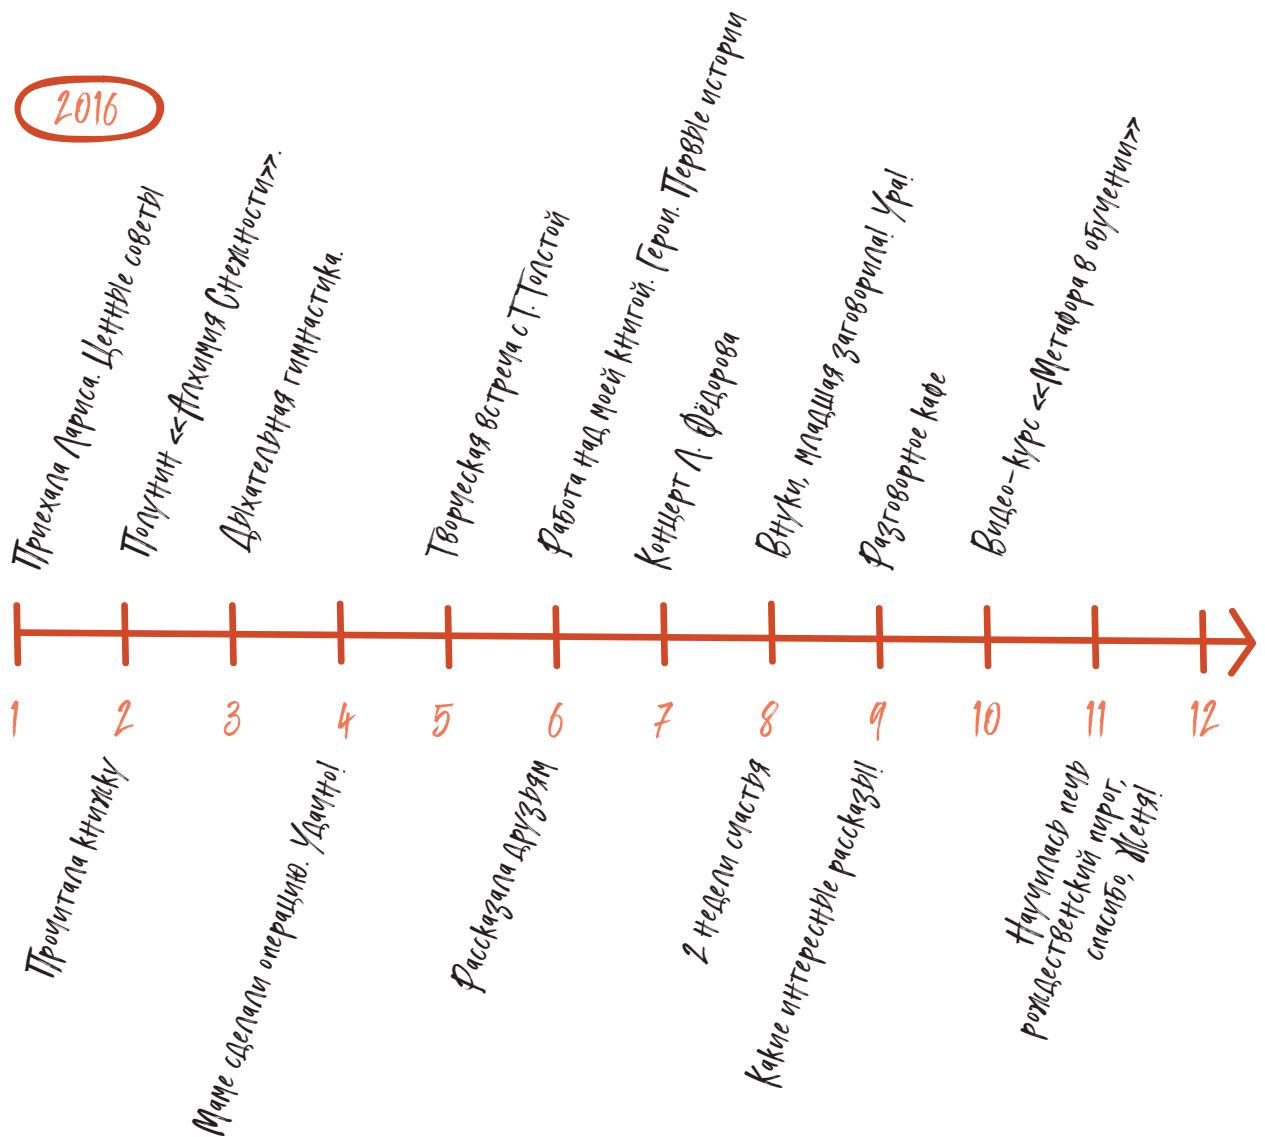 2016
Приехала Лариса. Ценные советы
Полунин «Алхимия Снежности».
Дыхательная гимнастика.
Творческая встреча с Т. Толстой
Работа над моей книгой. Герои. Первые истории
Концерт Л. Фёдорова
Внуки, младшая заговорила! Ура!
Разговорное кафе
Видео-курс «Метафора в обучении»
1 2 3 4 5 6 7 8 9 10 11 12
Прочитала книжку
Маме сделали операцию. Удачно!
Рассказала друзьям
2 недели счастья
Какие интересные рассказы!
Научилась печь
рождественский пирог,
спасибо, Женя!